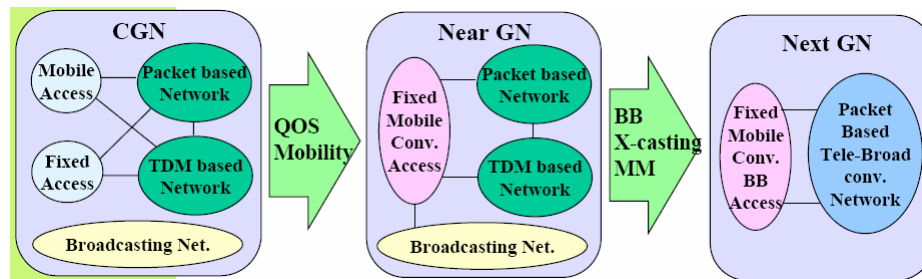 CGN
Mobile
Access
Packet based
Network
Fixed
Access
TDM based
Network
Broadcasting Net.
QOS
Mobility
Near GN
Fixed
Mobile
Conv.
Access
Packet based
Network
TDM based
Network
Broadcasting Net.
BB
X-casting
MM
Next GN
Fixed
Mobile
Conv.
BB
Access
Packet
Based
Tele-Broad
conv.
Network